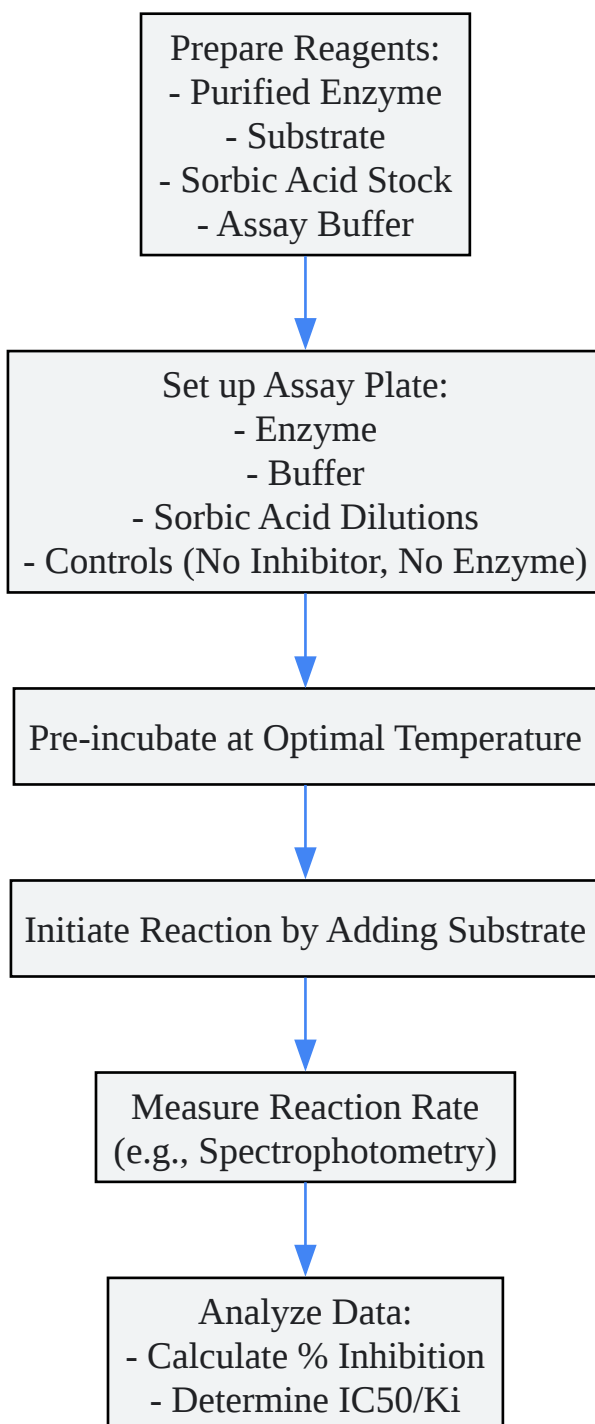 Prepare Reagents:
- Purified Enzyme
- Substrate
- Sorbic Acid Stock
- Assay Buffer
Set up Assay Plate:
- Enzyme
- Buffer
- Sorbic Acid Dilutions
- Controls (No Inhibitor, No Enzyme)
Pre-incubate at Optimal Temperature
Initiate Reaction by Adding Substrate
Measure Reaction Rate
(e.g., Spectrophotometry)
Analyze Data:
- Calculate % Inhibition
- Determine IC50/Ki